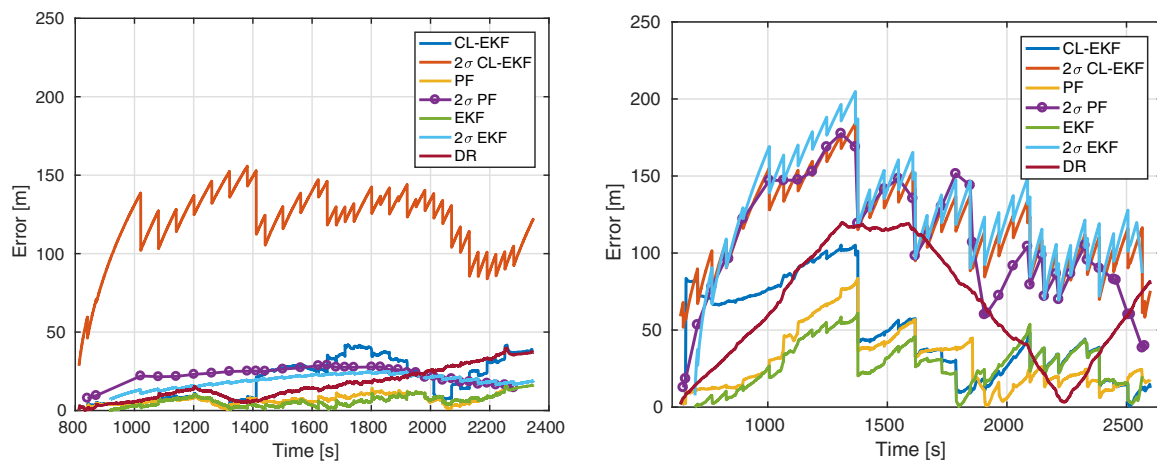 250
200
150
100
50
0
Error [m]
800 1000 1200 1400 1600 1800 2000 2200 2400
Time [s]
CL-EKF
2σ CL-EKF
PF
2σ PF
EKF
2σ EKF
DR
250
200
150
100
50
0
Error [m]
1000 1500 2000 2500
Time [s]
CL-EKF
2σ CL-EKF
PF
2σ PF
EKF
2σ EKF
DR